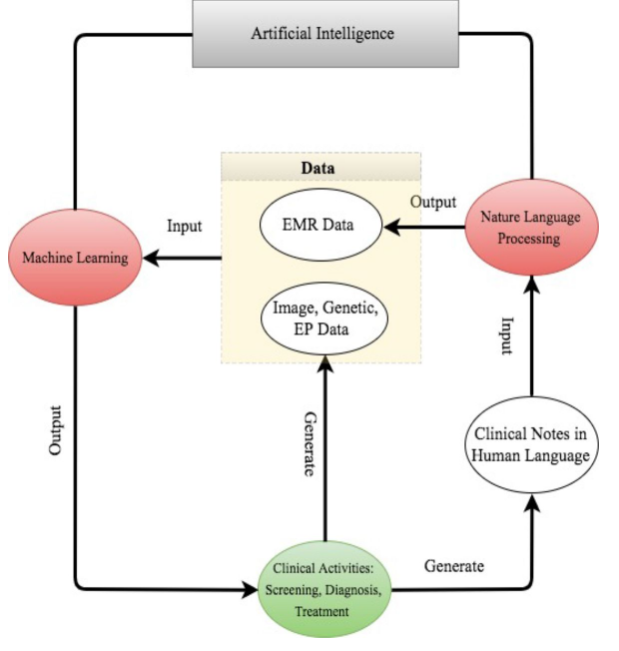 Artificial Intelligence
Data
Output
EMR Data
Nature Language
Processing
Input
Machine Learning
Image, Genetic,
EP Data
Input
Output
Generate
Clinical Notes in
Human Language
Clinical Activities:
Screening, Diagnosis,
Treatment
Generate